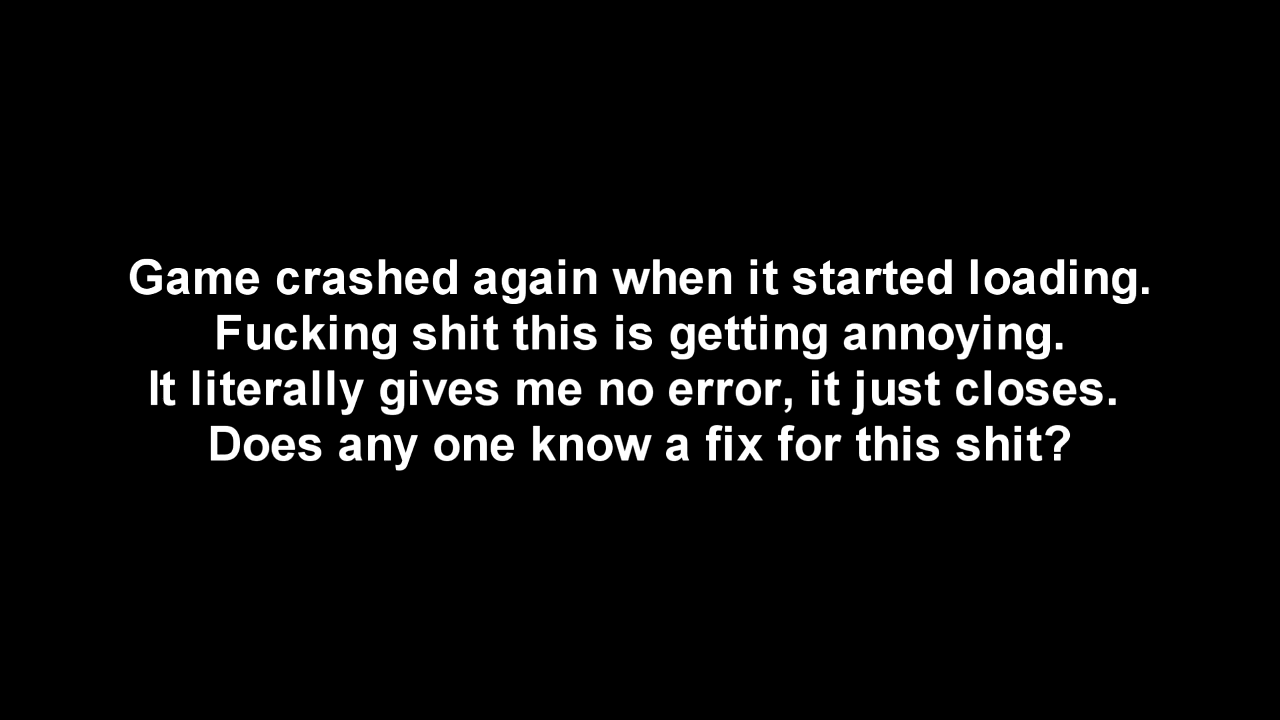 Game crashed again when it started loading.
Fucking shit this is getting annoying.
It literally gives me no error, it just closes.
Does any one know a fix for this shit?